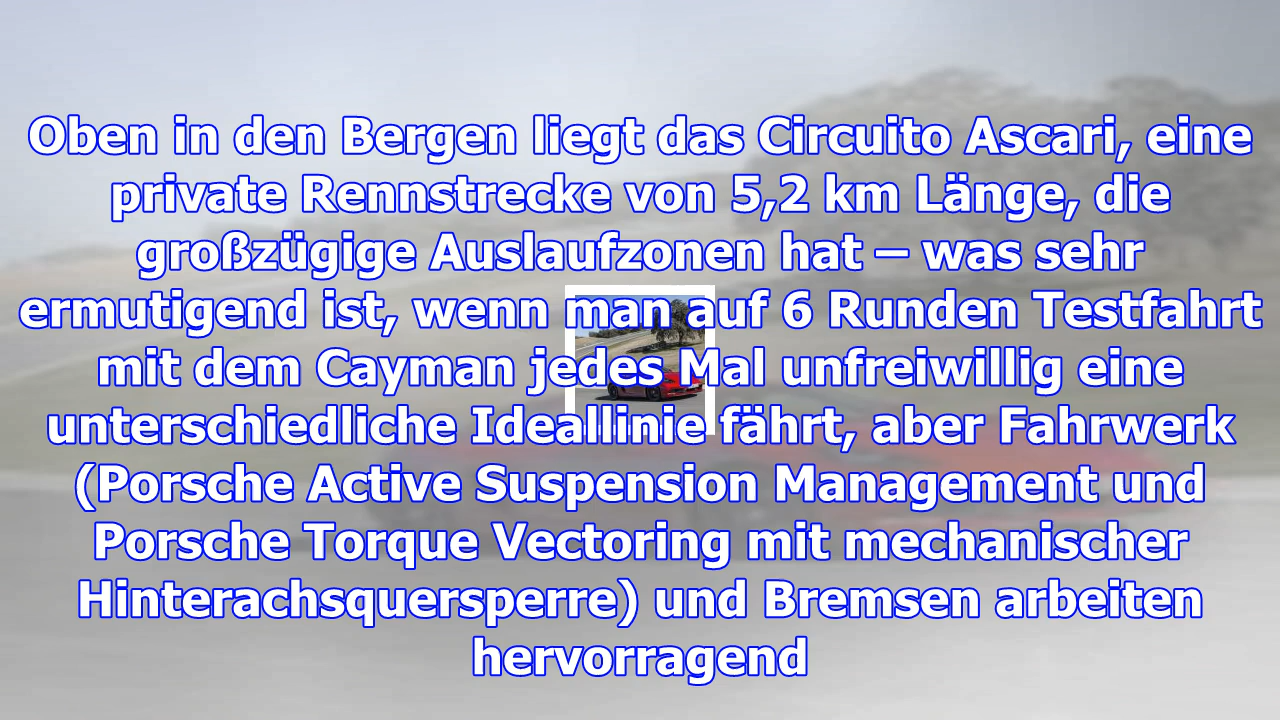 Oben in den Bergen liegt das Circuito Ascari, eine
private Rennstrecke von 5,2 km Länge, die
großzügige Auslaufzonen hat – was sehr
ermutigend ist, wenn man auf 6 Runden Testfahrt
mit dem Cayman jedes Mal unfreiwillig eine
unterschiedliche Ideallinie fährt, aber Fahrwerk
(Porsche Active Suspension Management und
Porsche Torque Vectoring mit mechanischer
Hinterachsquersperre) und Bremsen arbeiten
hervorragend